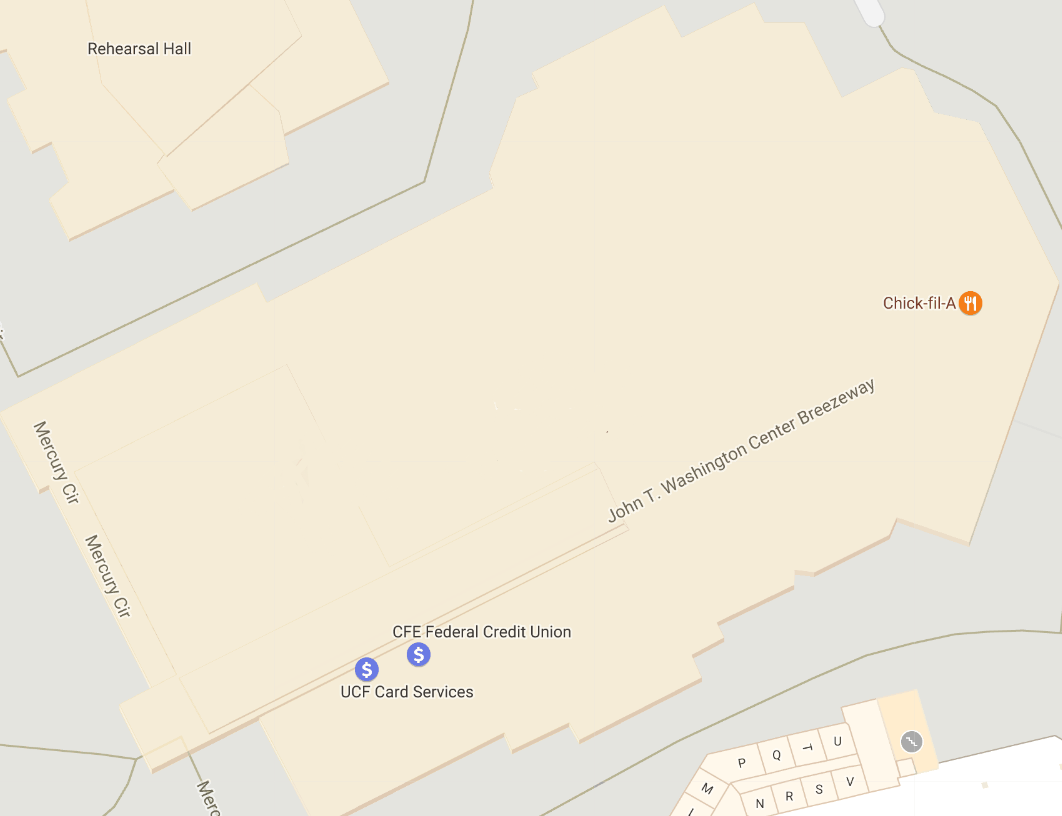 Rehearsal Hall
Chick-fil-A
John T. Washington Center Breezeway
Mercury Cir
Mercury Cir
CFE Federal Credit Union
$
$
UCF Card Services
Merc
P
Q
T
U
M
N
R
S
V